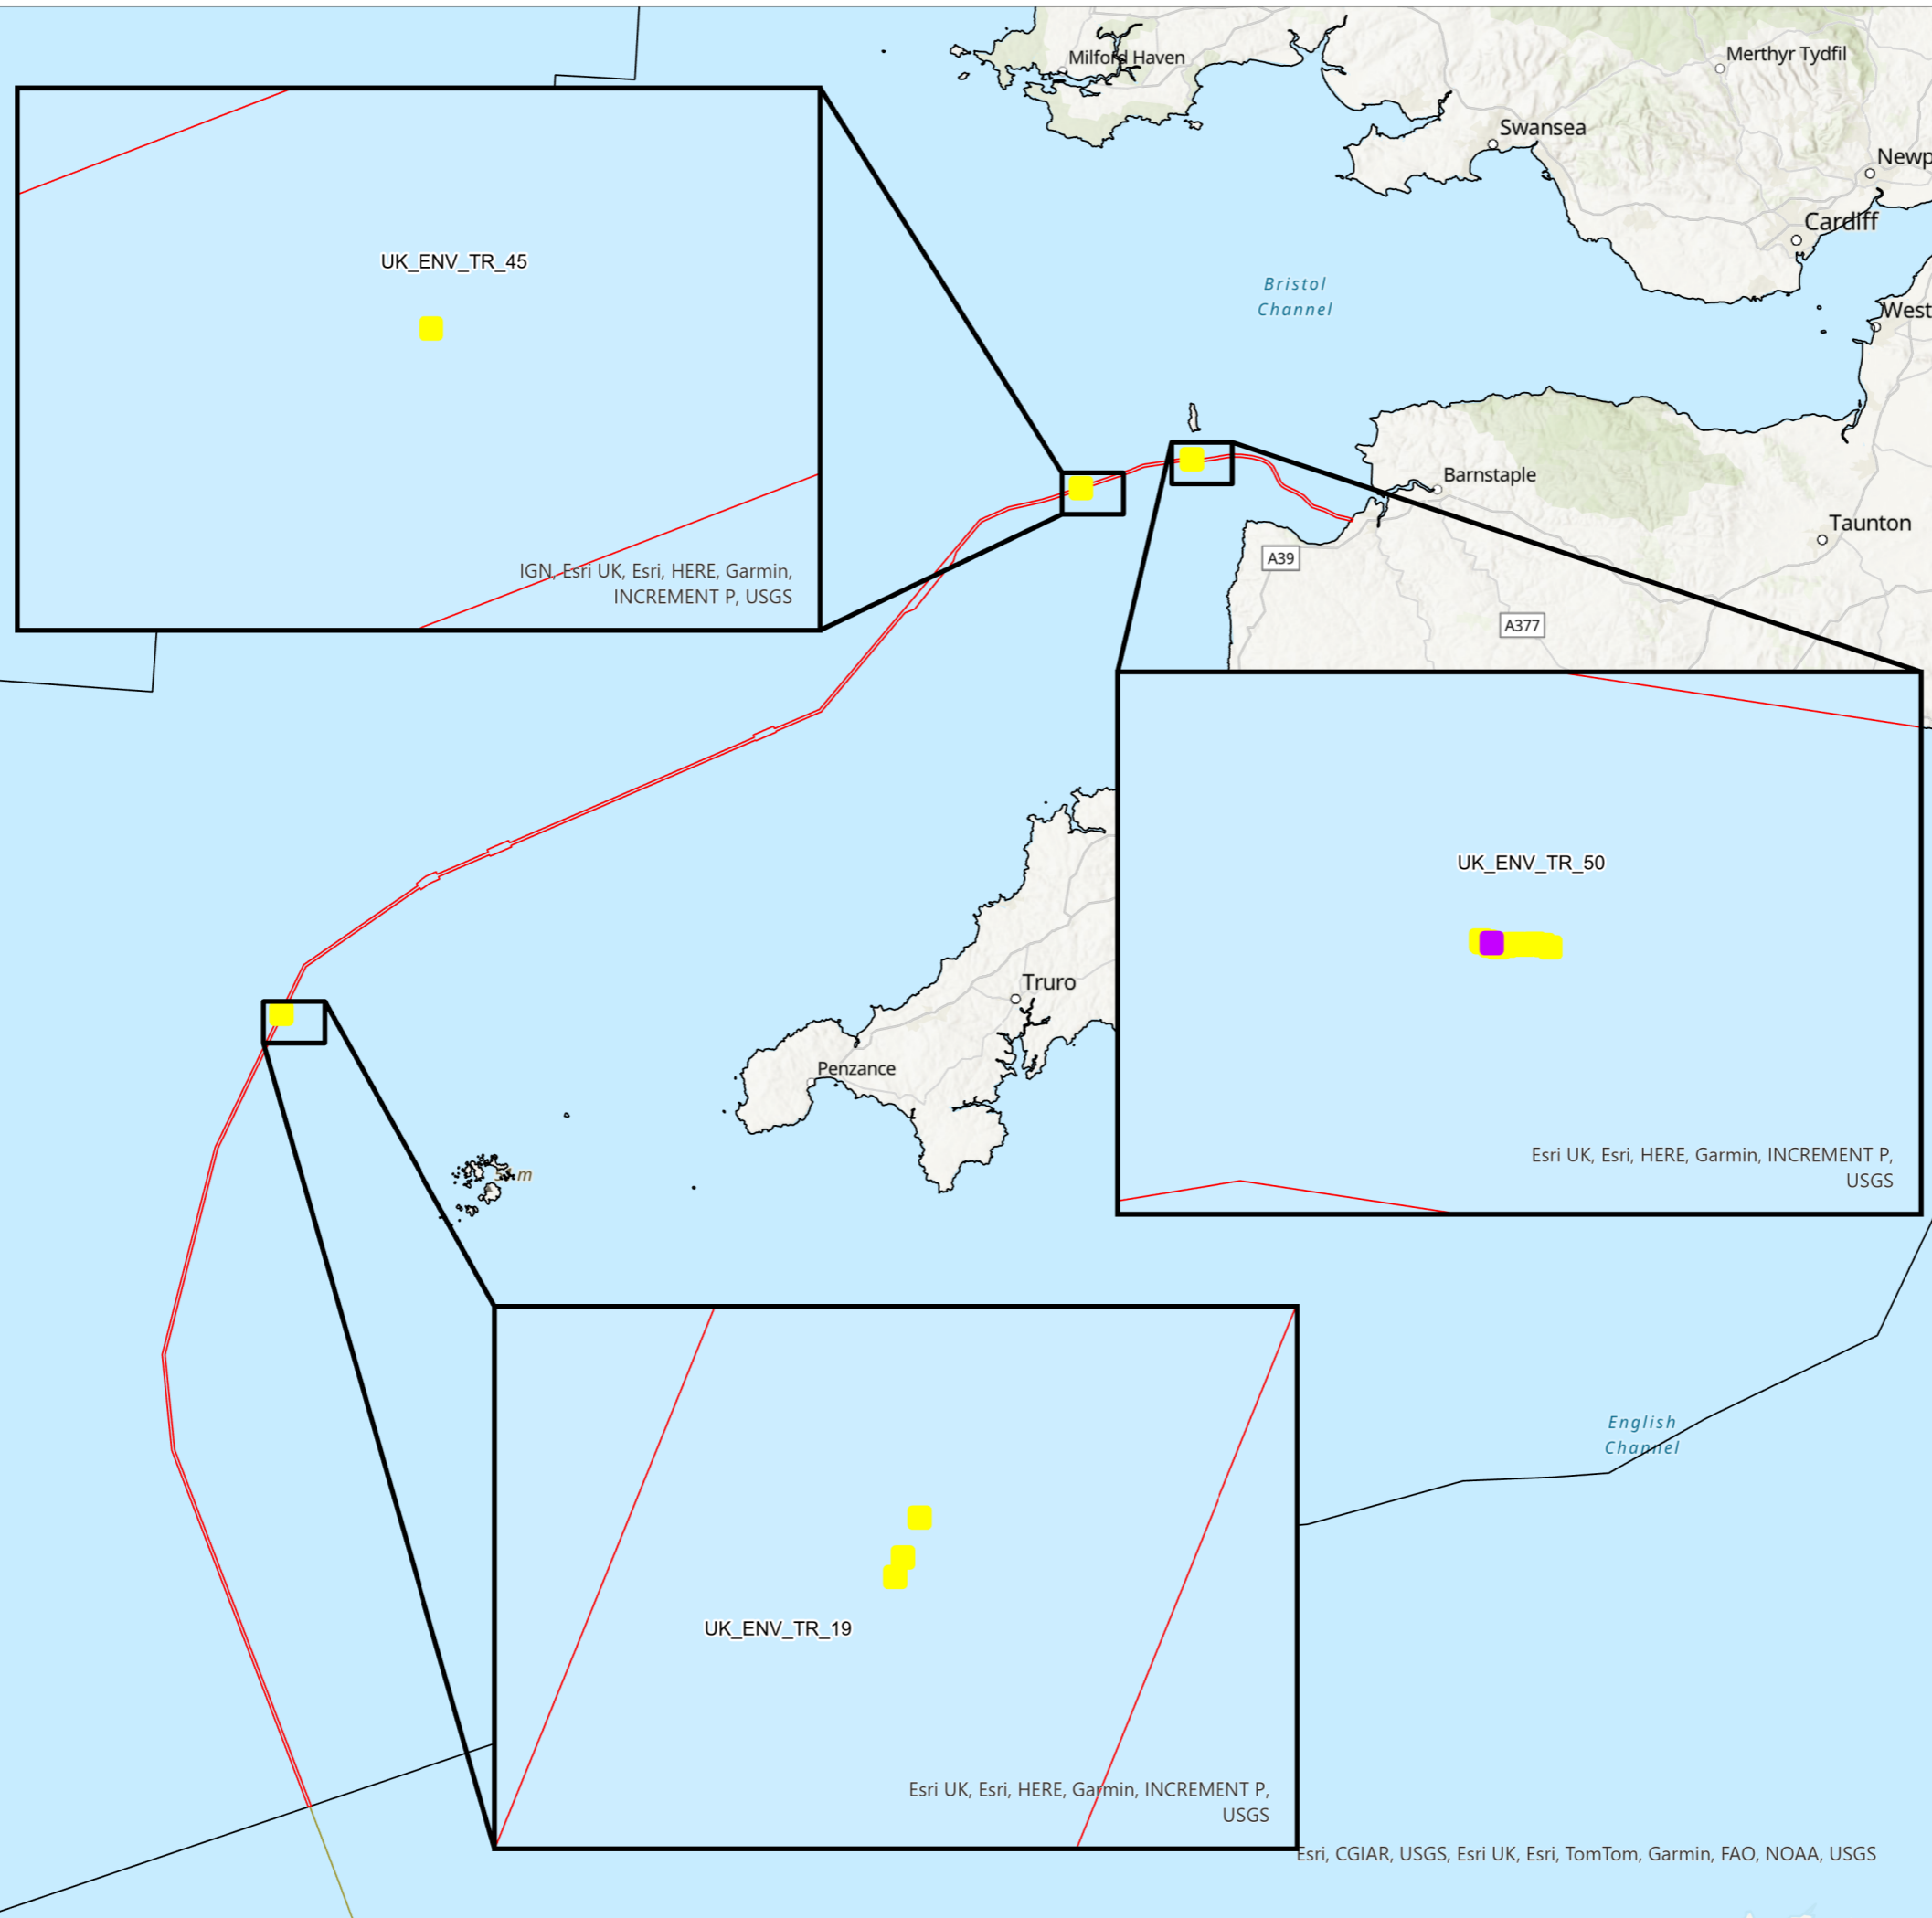 Milford Haven
Merthyr Tydfil
Swansea
Newp
Cardiff
UK_ENV_TR_45
Bristol
Channel
West
Barnstaple
Taunton
A39
IGN, Esri UK, Esri, HERE, Garmin,
INCREMENT P, USGS
A377
UK_ENV_TR_50
Truro
Penzance
Esri UK, Esri, HERE, Garmin, INCREMENT P,
USGS
m
English
Channel
UK_ENV_TR_19
Esri UK, Esri, HERE, Garmin, INCREMENT P,
USGS
Esri, CGIAR, USGS, Esri UK, Esri, TomTom, Garmin, FAO, NOAA, USGS